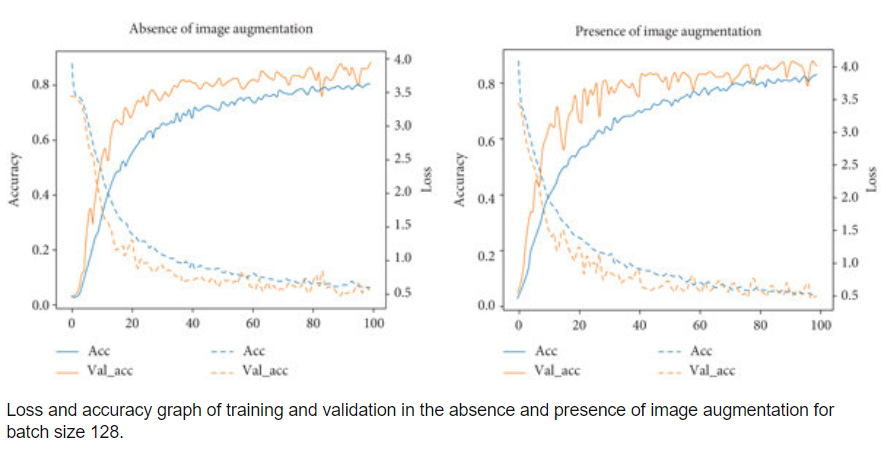 Absence of image augmentation
Presence of image augmentation
4.0
0.8
3.5
3.0
0.6
2.5
Accuracy
Loss
0.4
2.0
1.5
0.2
1.0
0.5
0.0
0 20 40 60 80 100
Acc Acc
Val_acc Val_acc
4.0
0.8
3.5
3.0
0.6
2.5
Accuracy
Loss
0.4
2.0
1.5
0.2
1.0
0.5
0.0
0 20 40 60 80 100
Acc Acc
Val_acc Val_acc
Loss and accuracy graph of training and validation in the absence and presence of image augmentation for
batch size 128.